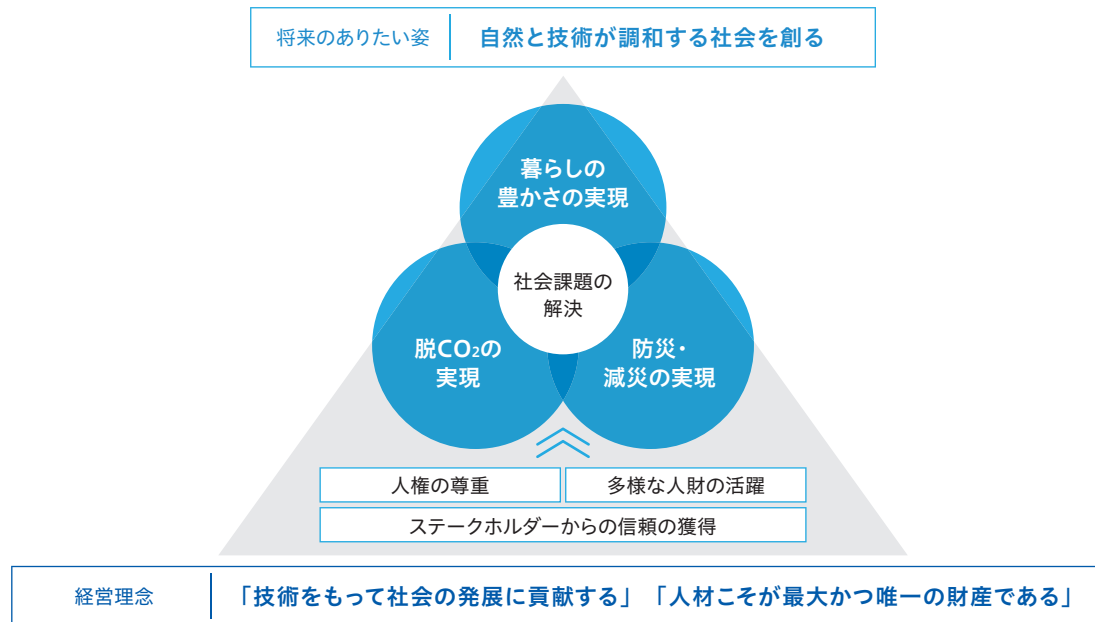 将来のありたい姿 自然と技術が調和する社会を創る
暮らしの
豊かさの実現
社会課題の
解決
脱CO₂の
実現
防災・
減災の実現
人権の尊重 多様な人財の活躍
ステークホルダーからの信頼の獲得
経営理念 「技術をもって社会の発展に貢献する」「人材こそが最大かつ唯一の財産である」